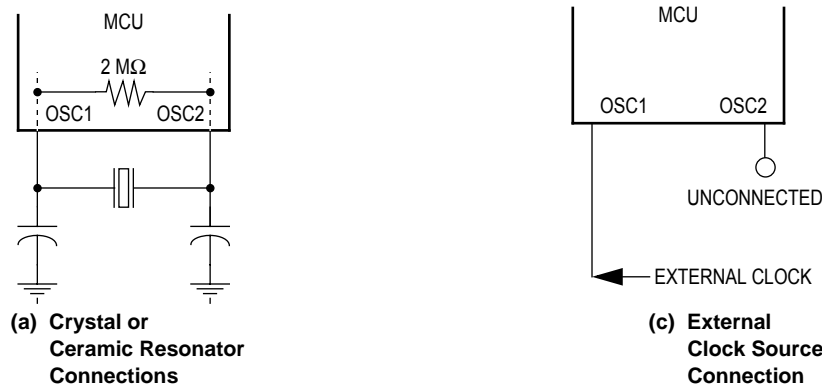 MCU
2 MΩ
OSC1 OSC2
(a) Crystal or
Ceramic Resonator
Connections
MCU
OSC1 OSC2
UNCONNECTED
EXTERNAL CLOCK
(c) External
Clock Source
Connection